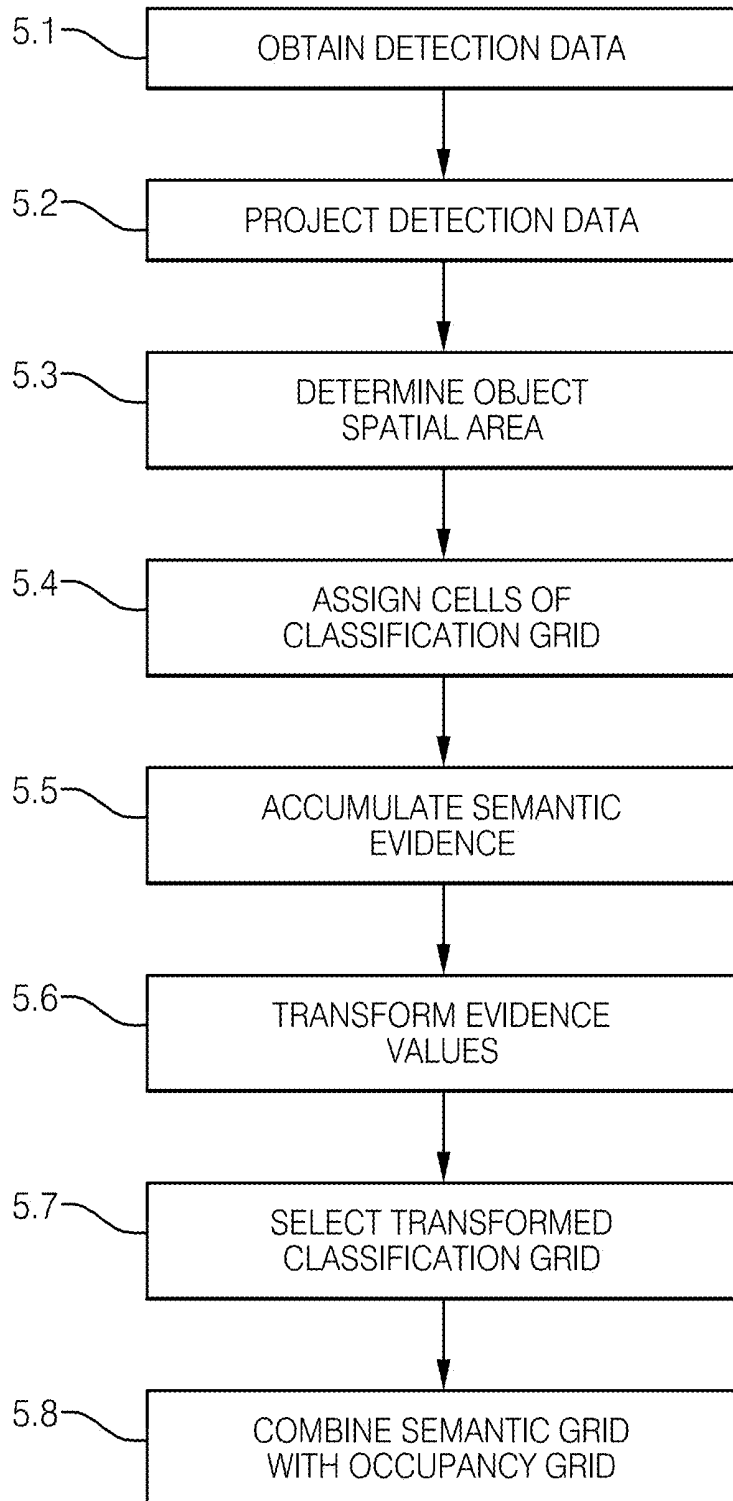 5.1
OBTAIN DETECTION DATA
5.2
PROJECT DETECTION DATA
5.3
DETERMINE OBJECT
SPATIAL AREA
5.4
ASSIGN CELLS OF
CLASSIFICATION GRID
5.5
ACCUMULATE SEMANTIC
EVIDENCE
5.6
TRANSFORM EVIDENCE
VALUES
5.7
SELECT TRANSFORMED
CLASSIFICATION GRID
5.8
COMBINE SEMANTIC GRID
WITH OCCUPANCY GRID